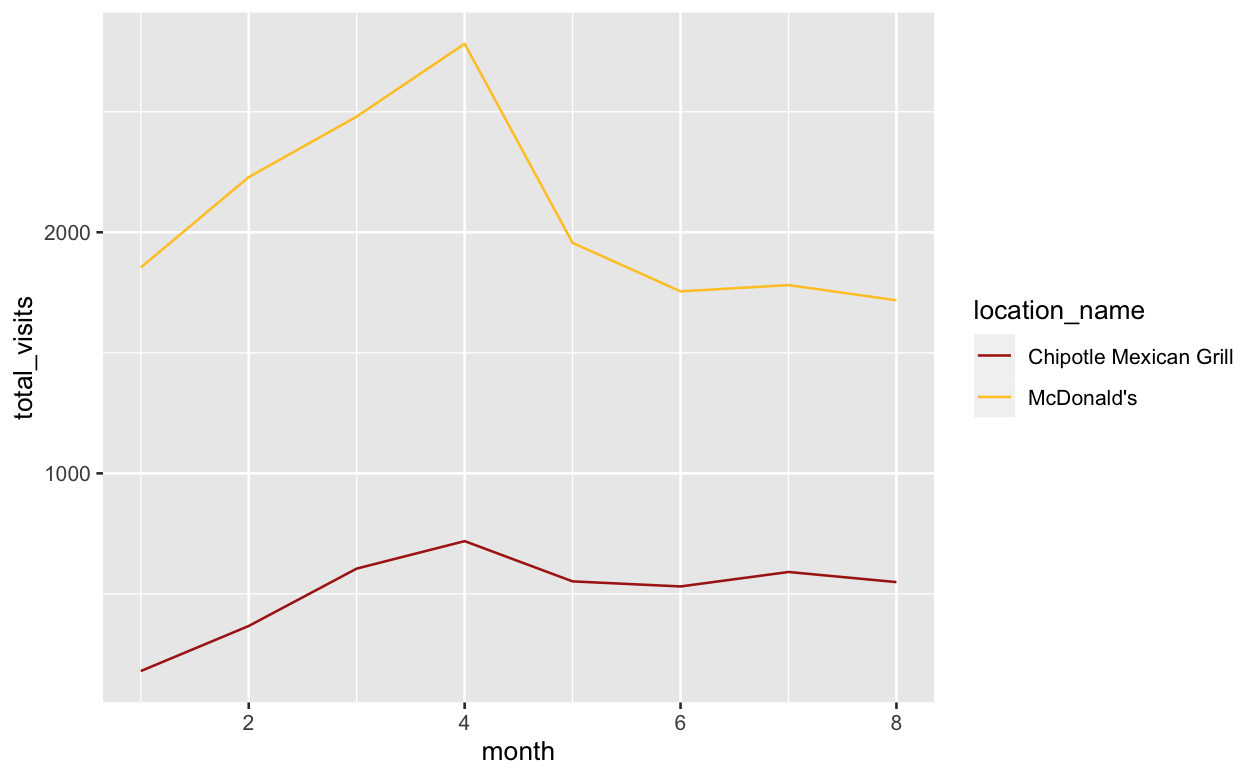 total_visits
2000
1000
2
4
6
8
month
location_name
Chipotle Mexican Grill
McDonald's